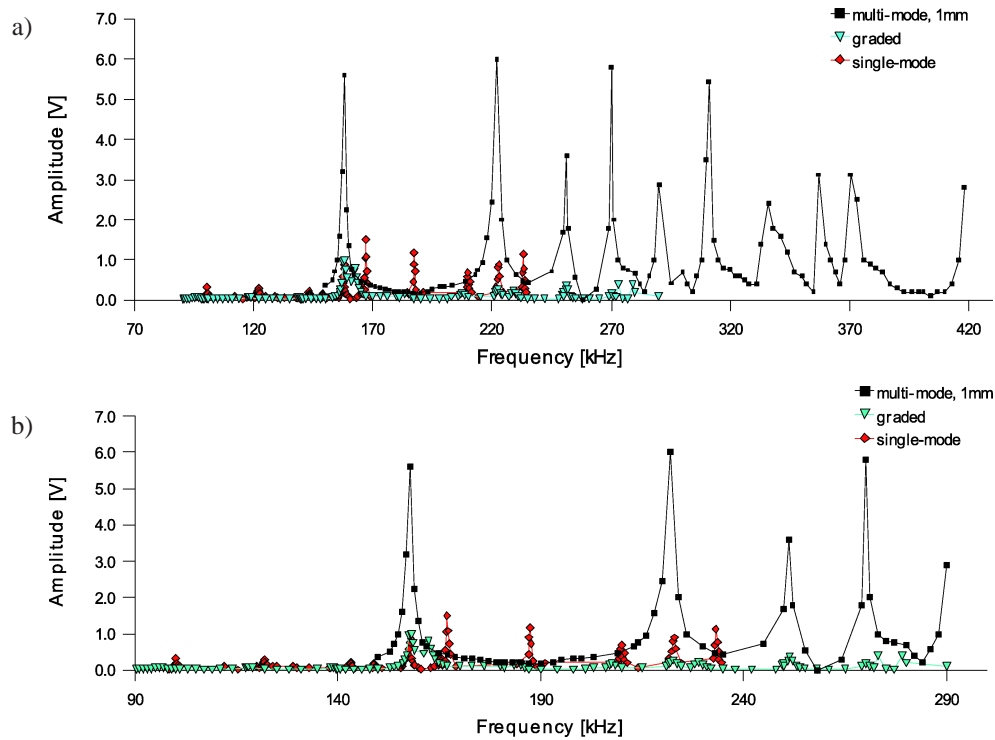 a)
7.0
6.0
5.0
4.0
3.0
2.0
1.0
0.0
Amplitude [V]
multi-mode, 1mm
graded
single-mode
70 120 170 220 270 320 370 420
Frequency [kHz]
b)
7.0
6.0
5.0
4.0
3.0
2.0
1.0
0.0
Amplitude [V]
multi-mode, 1mm
graded
single-mode
90 140 190 240 290
Frequency [kHz]